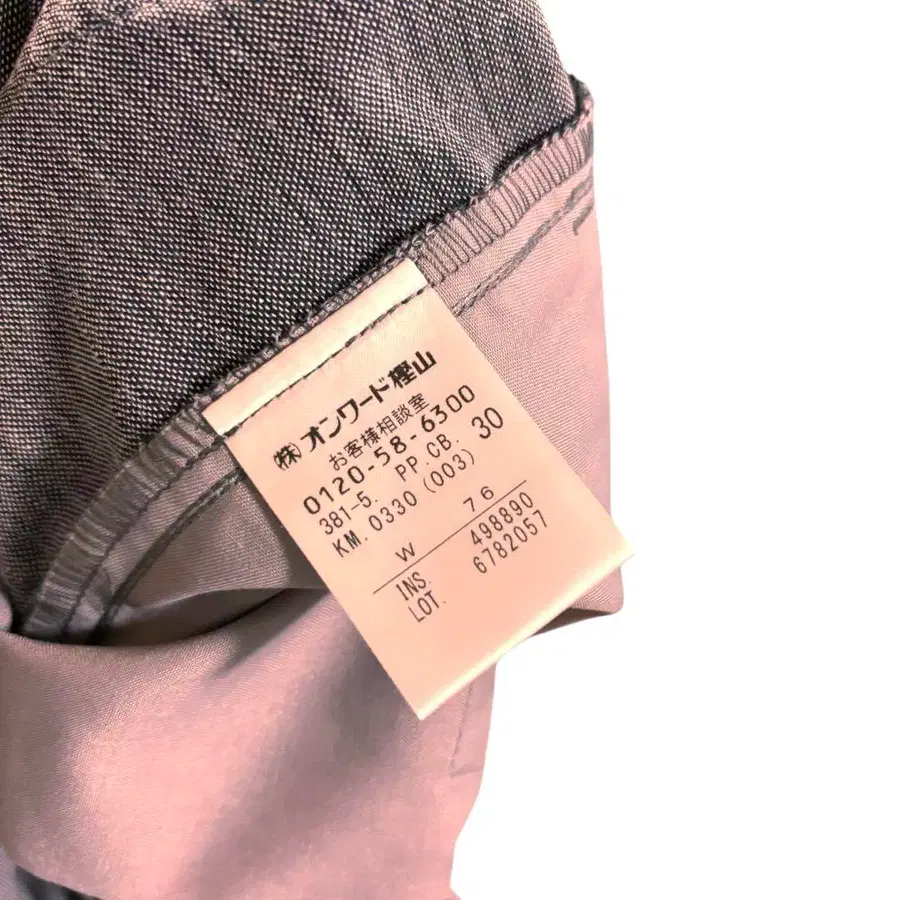 (株)オンワード樫山
お客様相談室
0120-58-6300
381-5. PP.CB. 30
KM. 0330 (003)
W 76
INS. 498890
LOT. 6782057